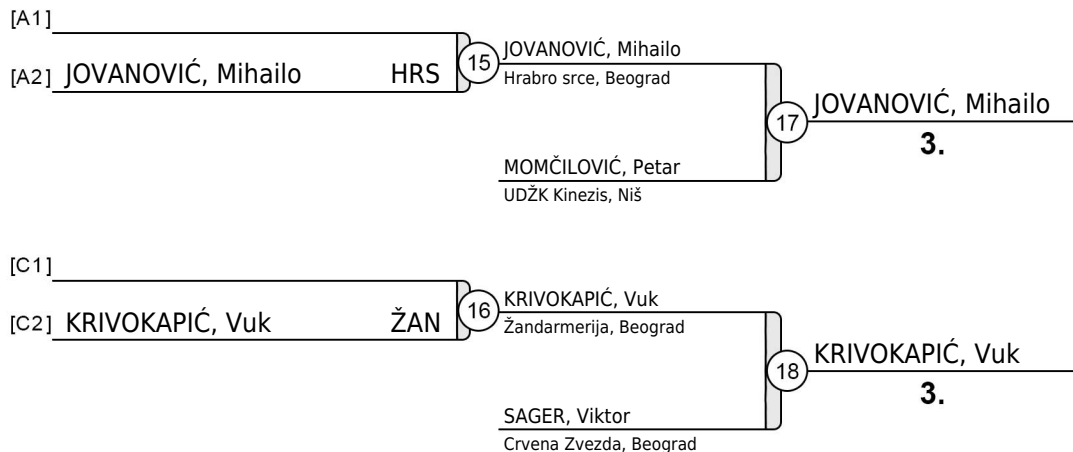 [A1]
[A2] JOVANOVIĆ, Mihailo HRS
15
JOVANOVIĆ, Mihailo
Hrabro srce, Beograd
17
JOVANOVIĆ, Mihailo
3.
MOMČILOVIĆ, Petar
UDŽK Kinezis, Niš
[C1]
[C2] KRIVOKAPIĆ, Vuk ŽAN
16
KRIVOKAPIĆ, Vuk
Žandarmerija, Beograd
18
KRIVOKAPIĆ, Vuk
3.
SAGER, Viktor
Crvena Zvezda, Beograd